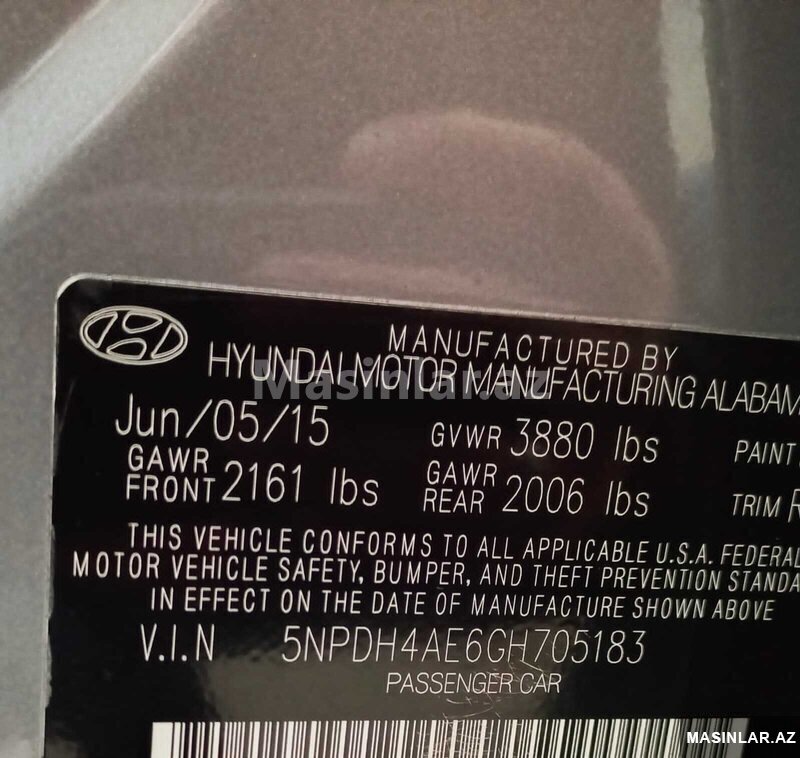 MANUFACTURED BY
HYUNDAI MOTOR MANUFACTURING ALABAMA
Masinlar.az
Jun/05/15 GVWR 3880 lbs PAINT
GAWR FRONT 2161 lbs GAWR REAR 2006 lbs TRIM
THIS VEHICLE CONFORMS TO ALL APPLICABLE U.S.A. FEDERAL
MOTOR VEHICLE SAFETY, BUMPER, AND THEFT PREVENTION STANDA
IN EFFECT ON THE DATE OF MANUFACTURE SHOWN ABOVE
V.I.N 5NPDH4AE6GH705183
PASSENGER CAR
MASINLAR.AZ